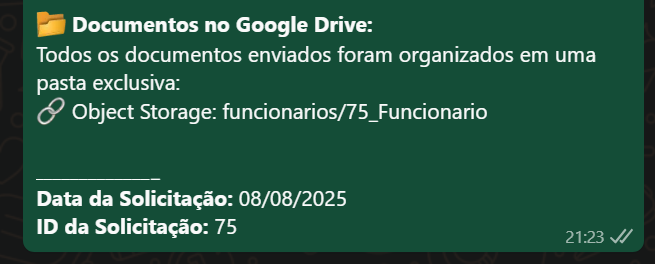 📂 Documentos no Google Drive:
Todos os documentos enviados foram organizados em uma
pasta exclusiva:
🔗 Object Storage: funcionarios/75_Funcionario
_____________
Data da Solicitação: 08/08/2025
ID da Solicitação: 75
21:23